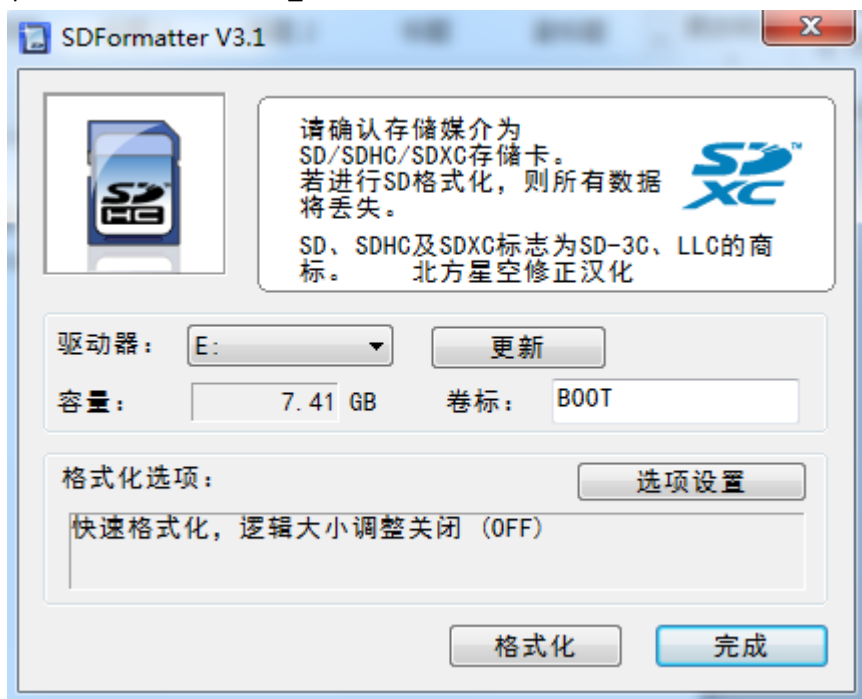 SDFormatter V3.1
请确认存储媒介为
SD/SDHC/SDXC存储卡。
若进行SD格式化，则所有数据
将丢失。
SD、SDHC及SDXC标志为SD-3C、LLC的商
标。 北方星空修正汉化
SD
HC
SD
XC™
驱动器： E: 更新
容量： 7.41 GB 卷标： BOOT
格式化选项： 选项设置
快速格式化，逻辑大小调整关闭 (OFF)
格式化 完成